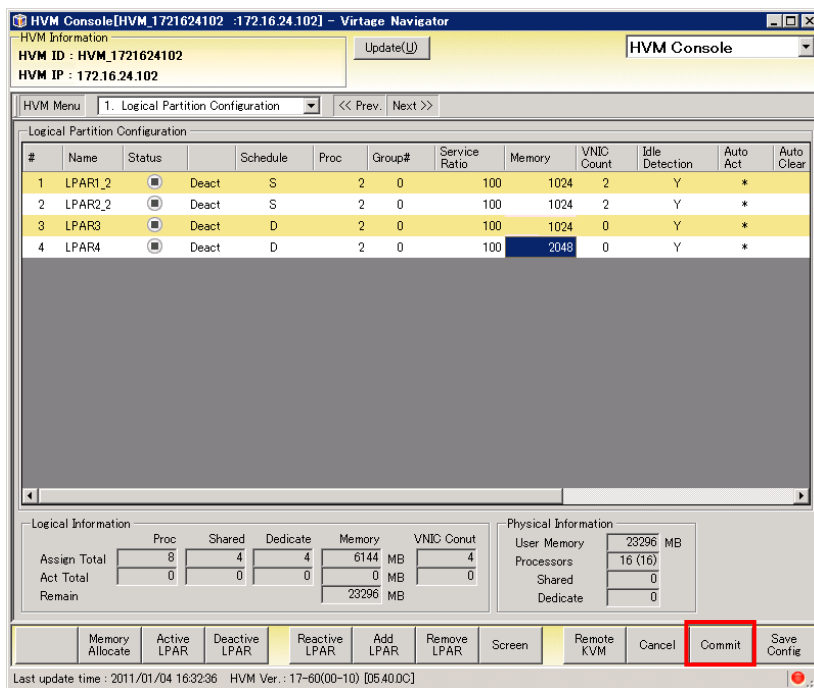 HVM Console[HVM_1721624102 :172.16.24.102] - Virtage Navigator
HVM Information
HVM ID : HVM_1721624102
HVM IP : 172.16.24.102
Update(U)
HVM Console
HVM Menu 1. Logical Partition Configuration << Prev. Next >>
Logical Partition Configuration
# Name Status Schedule Proc Group# Service Ratio Memory VNIC Count Idle Detection Auto Act Auto Clear
1 LPAR1_2 Deact S 2 0 100 1024 2 Y *
2 LPAR2_2 Deact S 2 0 100 1024 2 Y *
3 LPAR3 Deact D 2 0 100 1024 0 Y *
4 LPAR4 Deact D 2 0 100 2048 0 Y *
Logical Information
Proc Shared Dedicate Memory VNIC Conut
Assign Total 8 4 4 6144 MB 4
Act Total 0 0 0 0 MB 0
Remain 23296 MB
Physical Information
User Memory 23296 MB
Processors 16 (16)
Shared 0
Dedicate 0
Memory Allocate Active LPAR Deactive LPAR Reactive LPAR Add LPAR Remove LPAR Screen Remote KVM Cancel Commit Save Config
Last update time : 2011/01/04 16:32:36 HVM Ver. : 17-60(00-10) [05.40.0C]